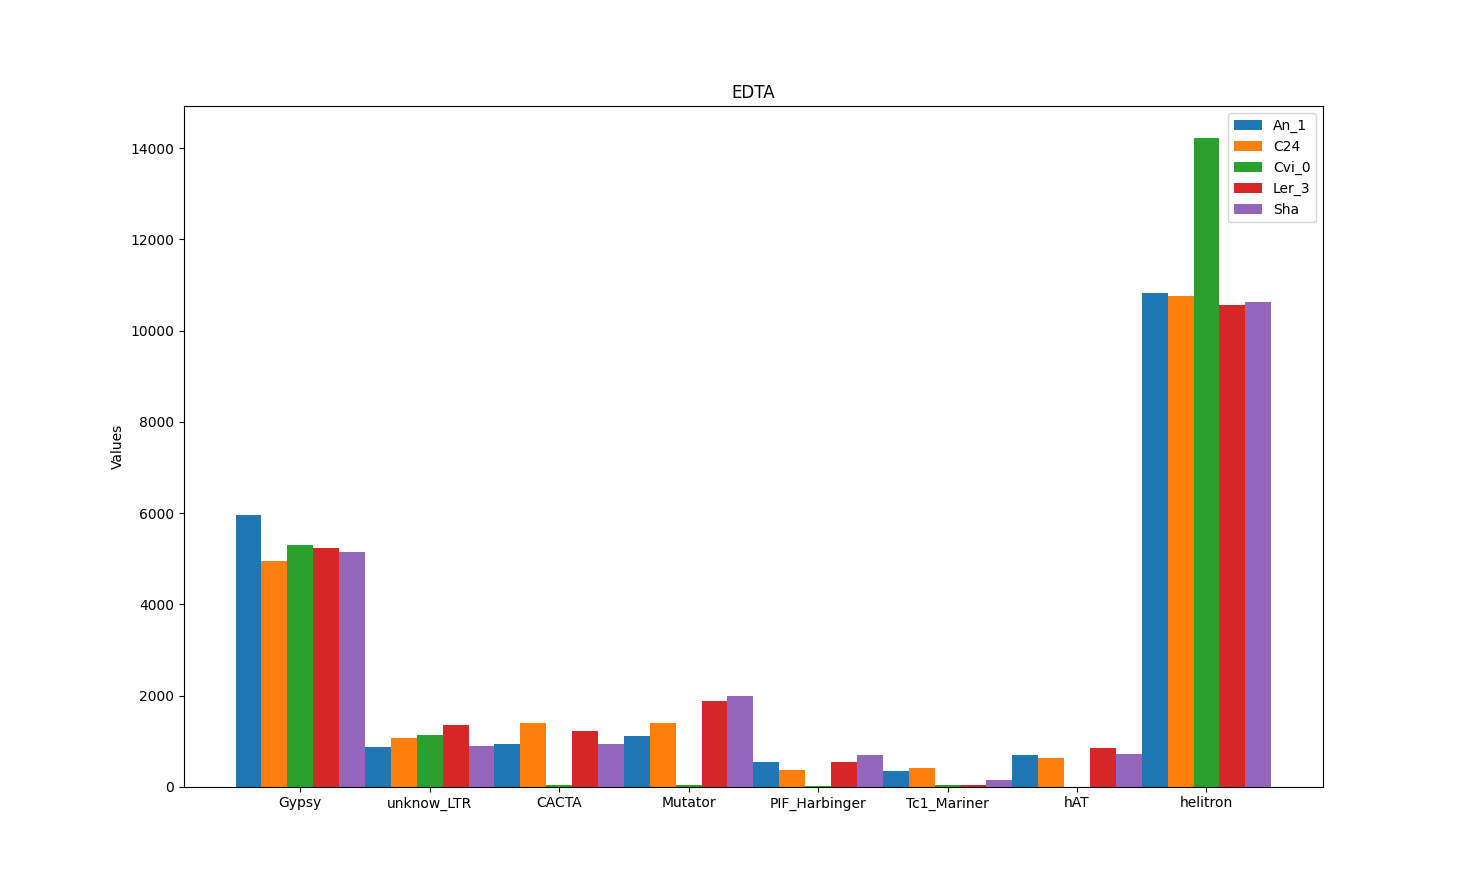 EDTA
An_1
C24
Cvi_0
Ler_3
Sha
Values
14000
12000
10000
8000
6000
4000
2000
0
Gypsy unknow_LTR CACTA Mutator PIF_Harbinger Tc1_Mariner hAT helitron